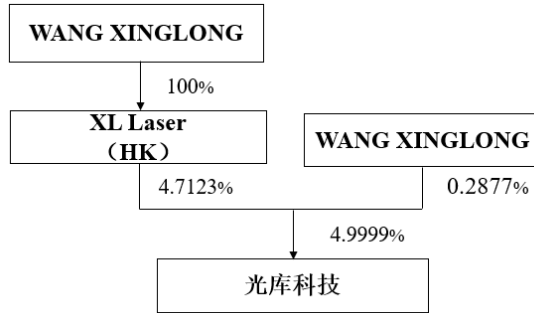 WANG XINGLONG
100%
XL Laser
（HK）
WANG XINGLONG
4.7123%
0.2877%
4.9999%
光库科技